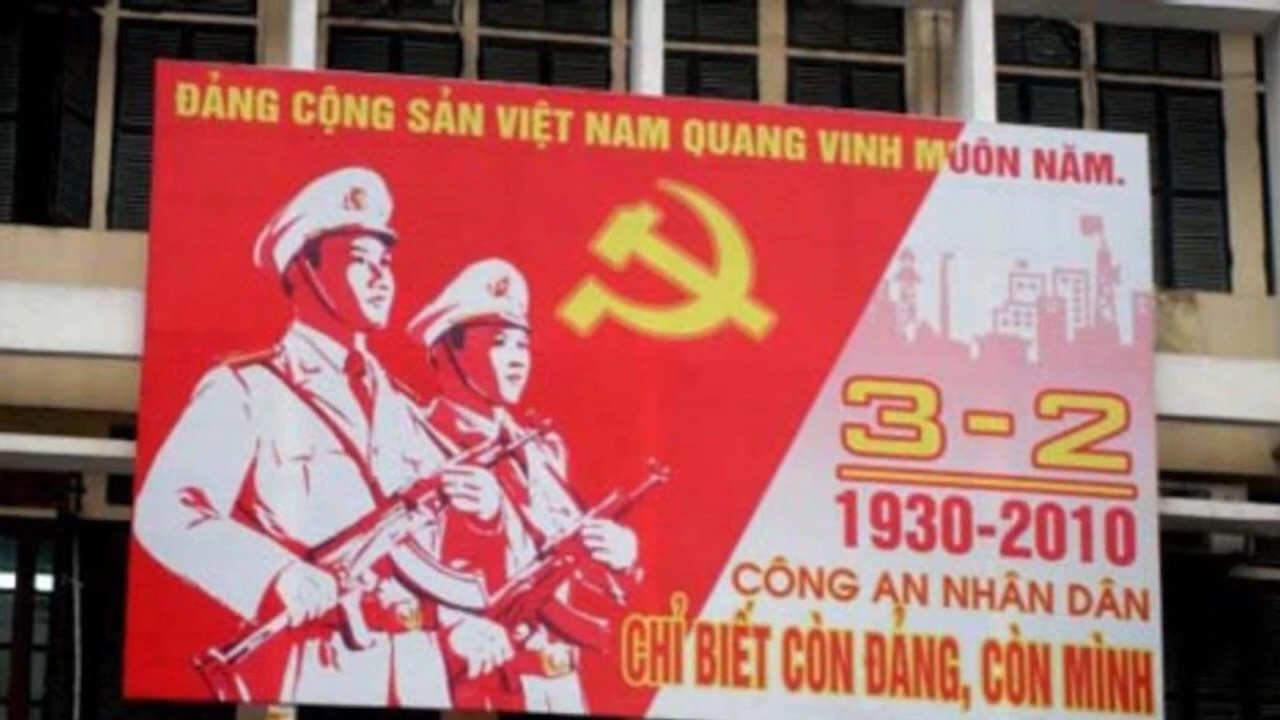 ĐẢNG CỘNG SẢN VIỆT NAM QUANG VINH MUÔN NĂM.
3-2
1930-2010
CÔNG AN NHÂN DÂN
CHỈ BIẾT CÒN ĐẢNG, CÒN MÌNH